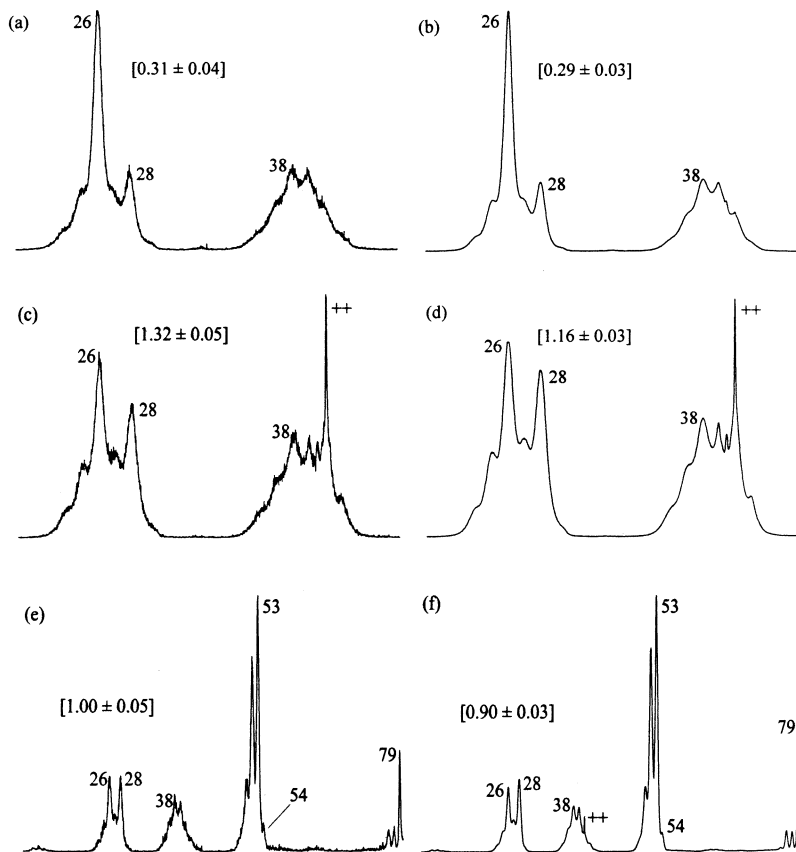 (a)
26
[0.31 ± 0.04]
28
38
(b)
26
[0.29 ± 0.03]
28
38
(c)
26
[1.32 ± 0.05]
28
38
++
(d)
26
[1.16 ± 0.03]
28
38
++
(e)
[1.00 ± 0.05]
26
28
38
53
54
79
(f)
[0.90 ± 0.03]
26
28
38
++
53
54
79